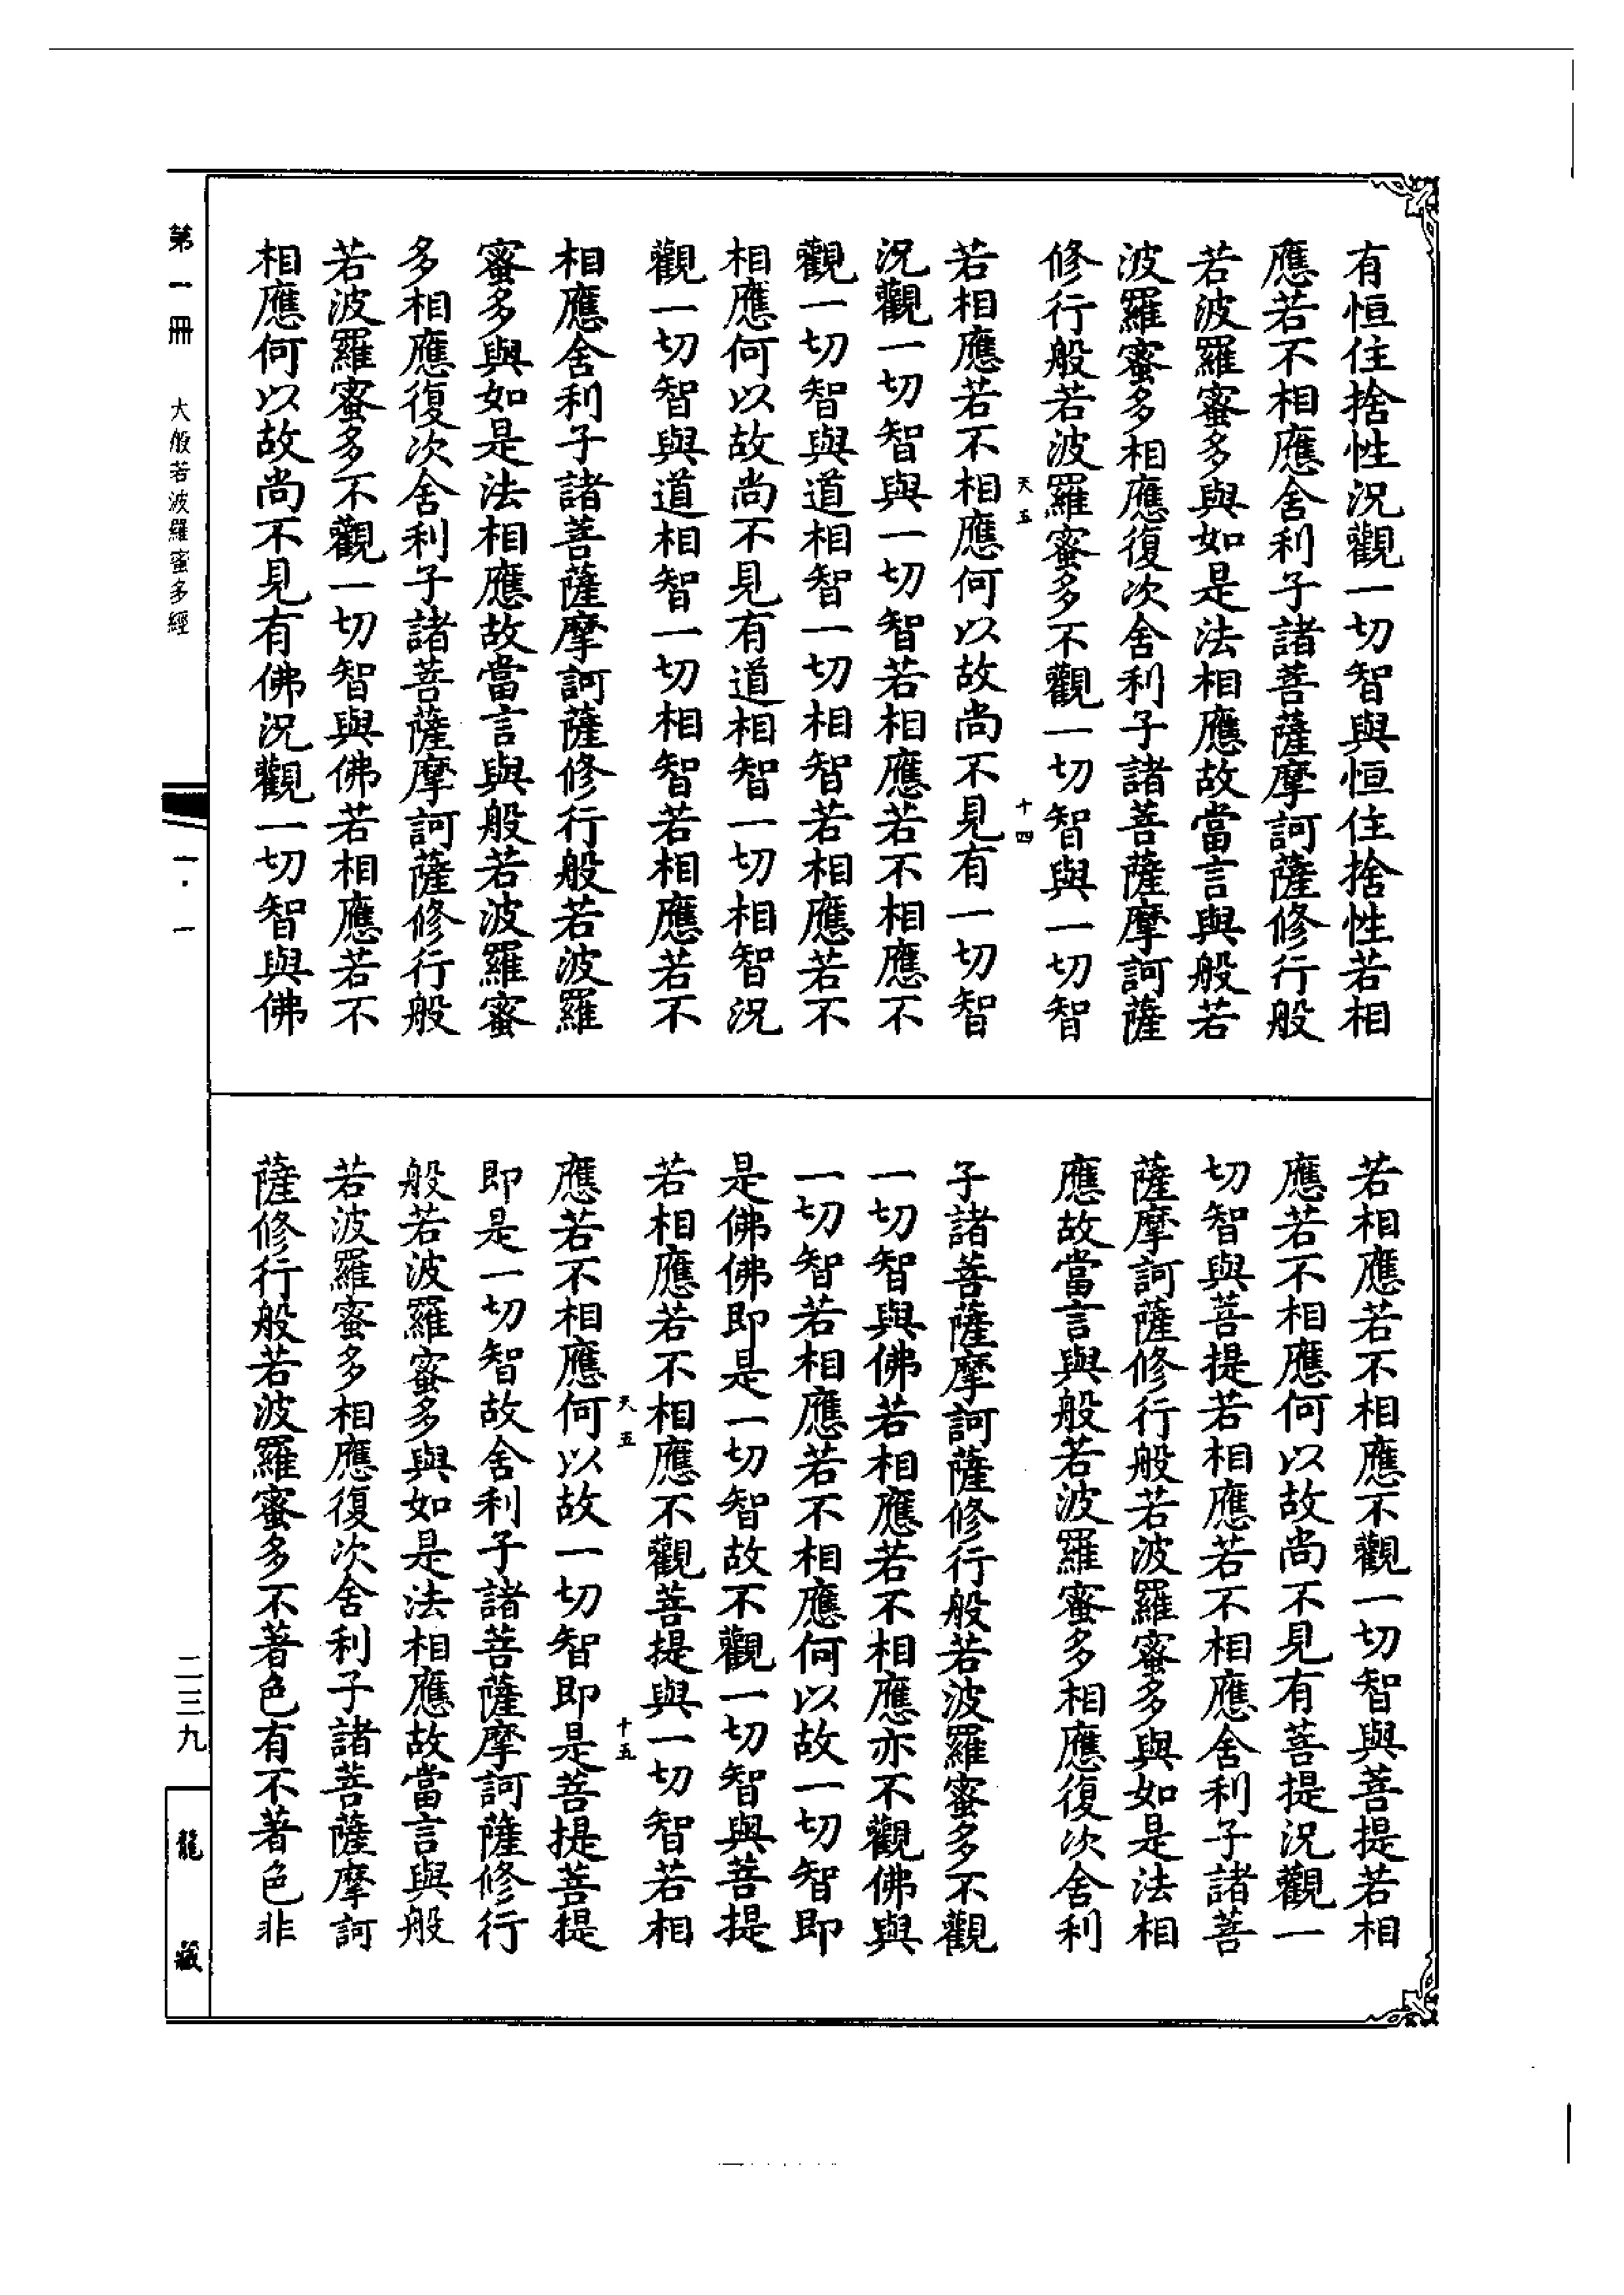 有恒住捨性況觀一切智與恒住捨性若相
應若不相應舍利子諸菩薩摩訶薩修行般
若波羅蜜多與如是法相應故當言與般若
波羅蜜多相應復次舍利子諸菩薩摩訶薩
修行般若波羅蜜多不觀一切智與一切智
天五
十四
若相應若不相應何以故尚不見有一切智
況觀一切智與一切智若相應若不相應不
觀一切智與道相智一切相智若相應若不
相應何以故尚不見有道相智一切相智況
觀一切智與道相智一切相智若相應若不
相應舍利子諸菩薩摩訶薩修行般若波羅
蜜多與如是法相應故當言與般若波羅蜜
多相應復次舍利子諸菩薩摩訶薩修行般
若波羅蜜多不觀一切智與佛若相應若不
相應何以故尚不見有佛況觀一切智與佛
若相應若不相應不觀一切智與菩提若相
應若不相應何以故尚不見有菩提況觀一
切智與菩提若相應若不相應舍利子諸菩
薩摩訶薩修行般若波羅蜜多與如是法相
應故當言與般若波羅蜜多相應復次舍利
子諸菩薩摩訶薩修行般若波羅蜜多不觀
一切智與佛若相應若不相應亦不觀佛與
一切智若相應若不相應何以故一切智即
是佛佛即是一切智故不觀一切智與菩提
若相應若不相應不觀菩提與一切智若相
天五
十五
應若不相應何以故一切智即是菩提菩提
即是一切智故舍利子諸菩薩摩訶薩修行
般若波羅蜜多與如是法相應故當言與般
若波羅蜜多相應復次舍利子諸菩薩摩訶
薩修行般若波羅蜜多不著色有不著色非
第一冊 大般若波羅蜜多經
一·一
二三九
龍藏